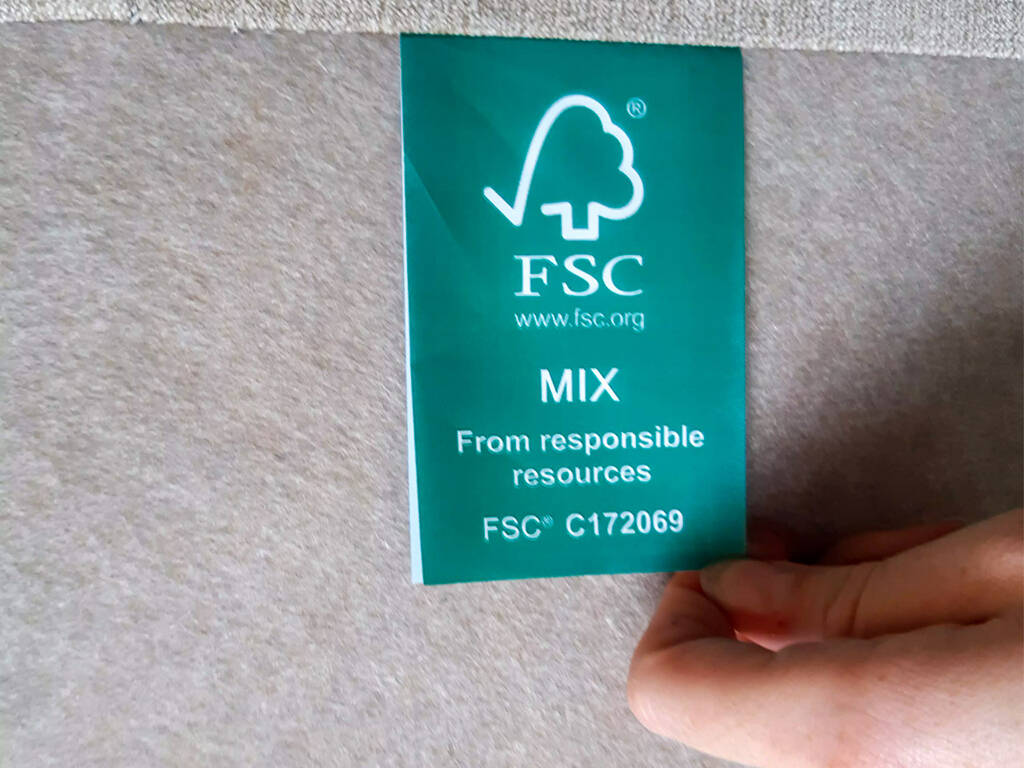 ®
FSC
www.fsc.org
MIX
From responsible
resources
FSC® C172069